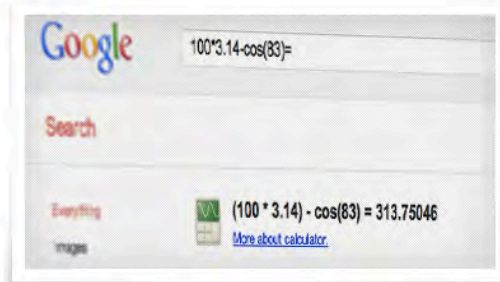 Google
100*3.14-cos(83)=
Search
Everything
Images
(100 * 3.14) - cos(83) = 313.75046
More about calculator.